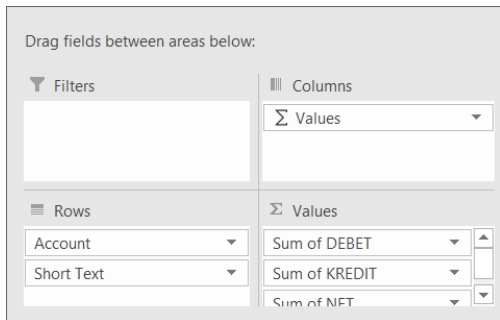 Drag fields between areas below:
Filters
Columns
Σ Values
Rows
Σ Values
Account
Sum of DEBET
Short Text
Sum of KREDIT
Sum of NET